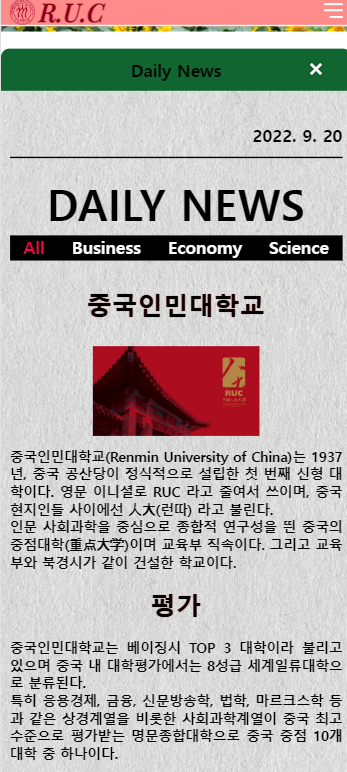 R.U.C
Daily News ×
2022. 9. 20
DAILY NEWS
All Business Economy Science
중국인민대학교
RUC
중국인민대학교(Renmin University of China)는 1937
년, 중국 공산당이 정식적으로 설립한 첫 번째 신형 대
학이다. 영문 이니셜로 RUC 라고 줄여서 쓰이며, 중국
현지인들 사이에선 人大(런따) 라고 불린다.
인문 사회과학을 중심으로 종합적 연구성을 띈 중국의
중점대학(重点大学)이며 교육부 직속이다. 그리고 교육
부와 북경시가 같이 건설한 학교이다.
평가
중국인민대학교는 베이징시 TOP 3 대학이라 불리고
있으며 중국 내 대학평가에서는 8성급 세계일류대학으
로 분류된다.
특히 응용경제, 금융, 신문방송학, 법학, 마르크스학 등
과 같은 상경계열을 비롯한 사회과학계열이 중국 최고
수준으로 평가받는 명문종합대학으로 중국 중점 10개
대학 중 하나이다.